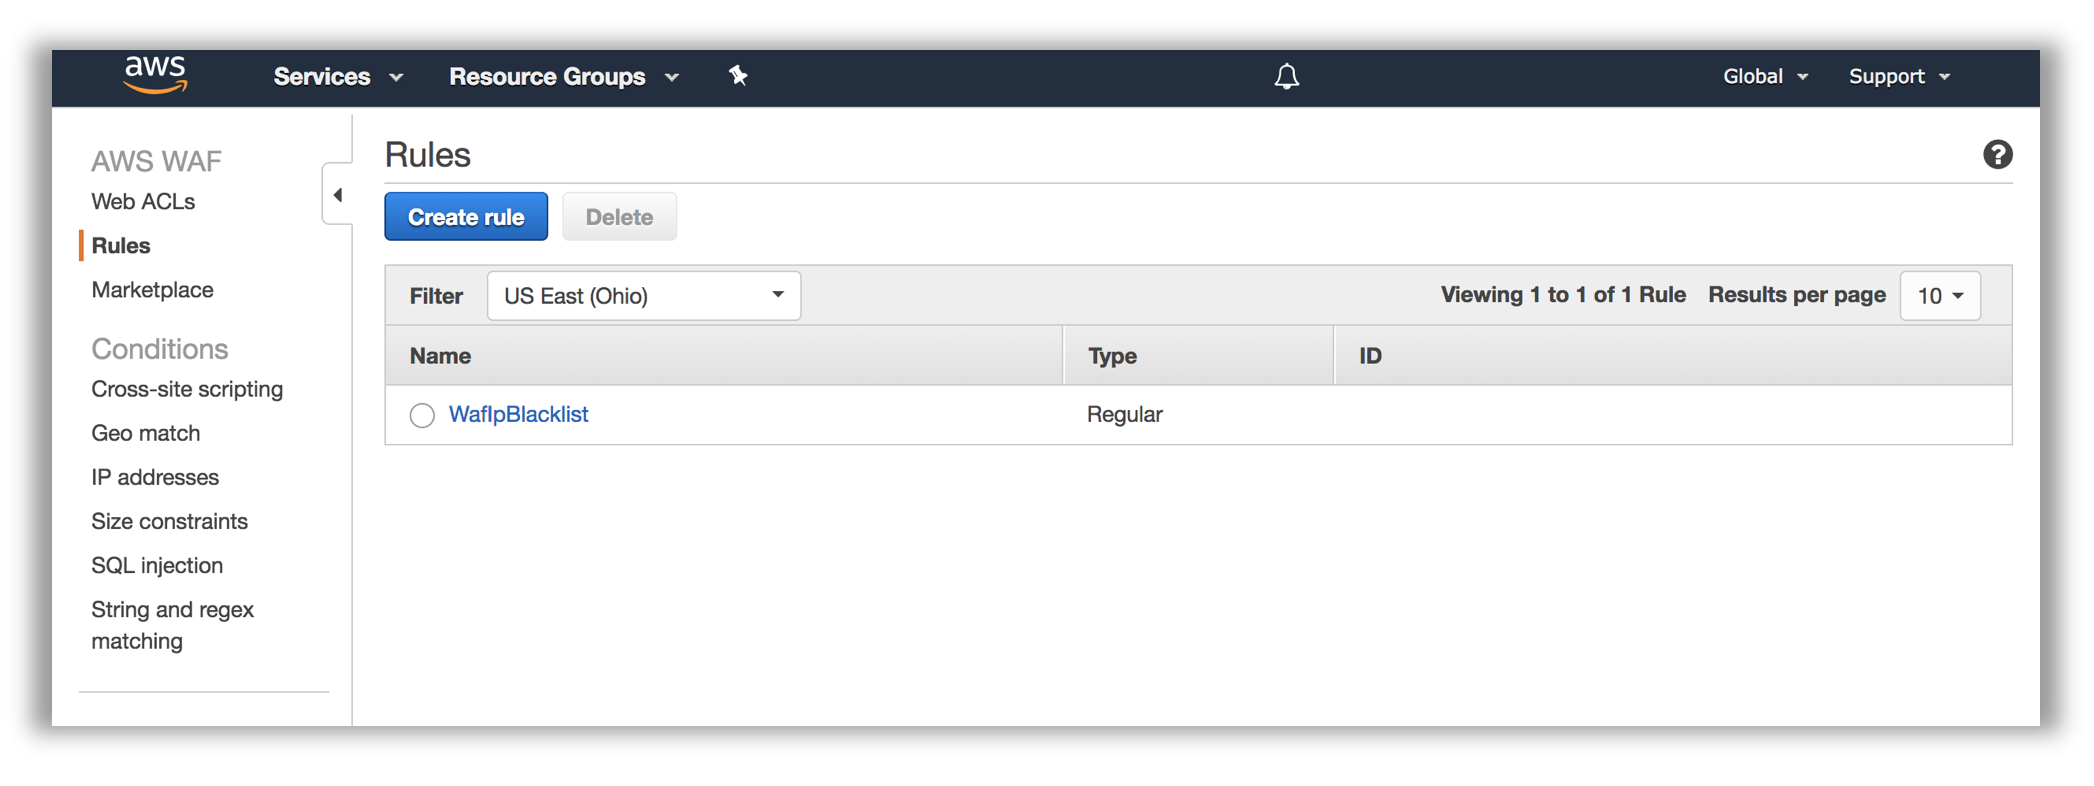 aws Services Resource Groups Global Support
AWS WAF
Web ACLs
Rules
Marketplace
Conditions
Cross-site scripting
Geo match
IP addresses
Size constraints
SQL injection
String and regex
matching
Rules
?
Create rule Delete
Filter US East (Ohio) Viewing 1 to 1 of 1 Rule Results per page 10
Name Type ID
WafIpBlacklist Regular